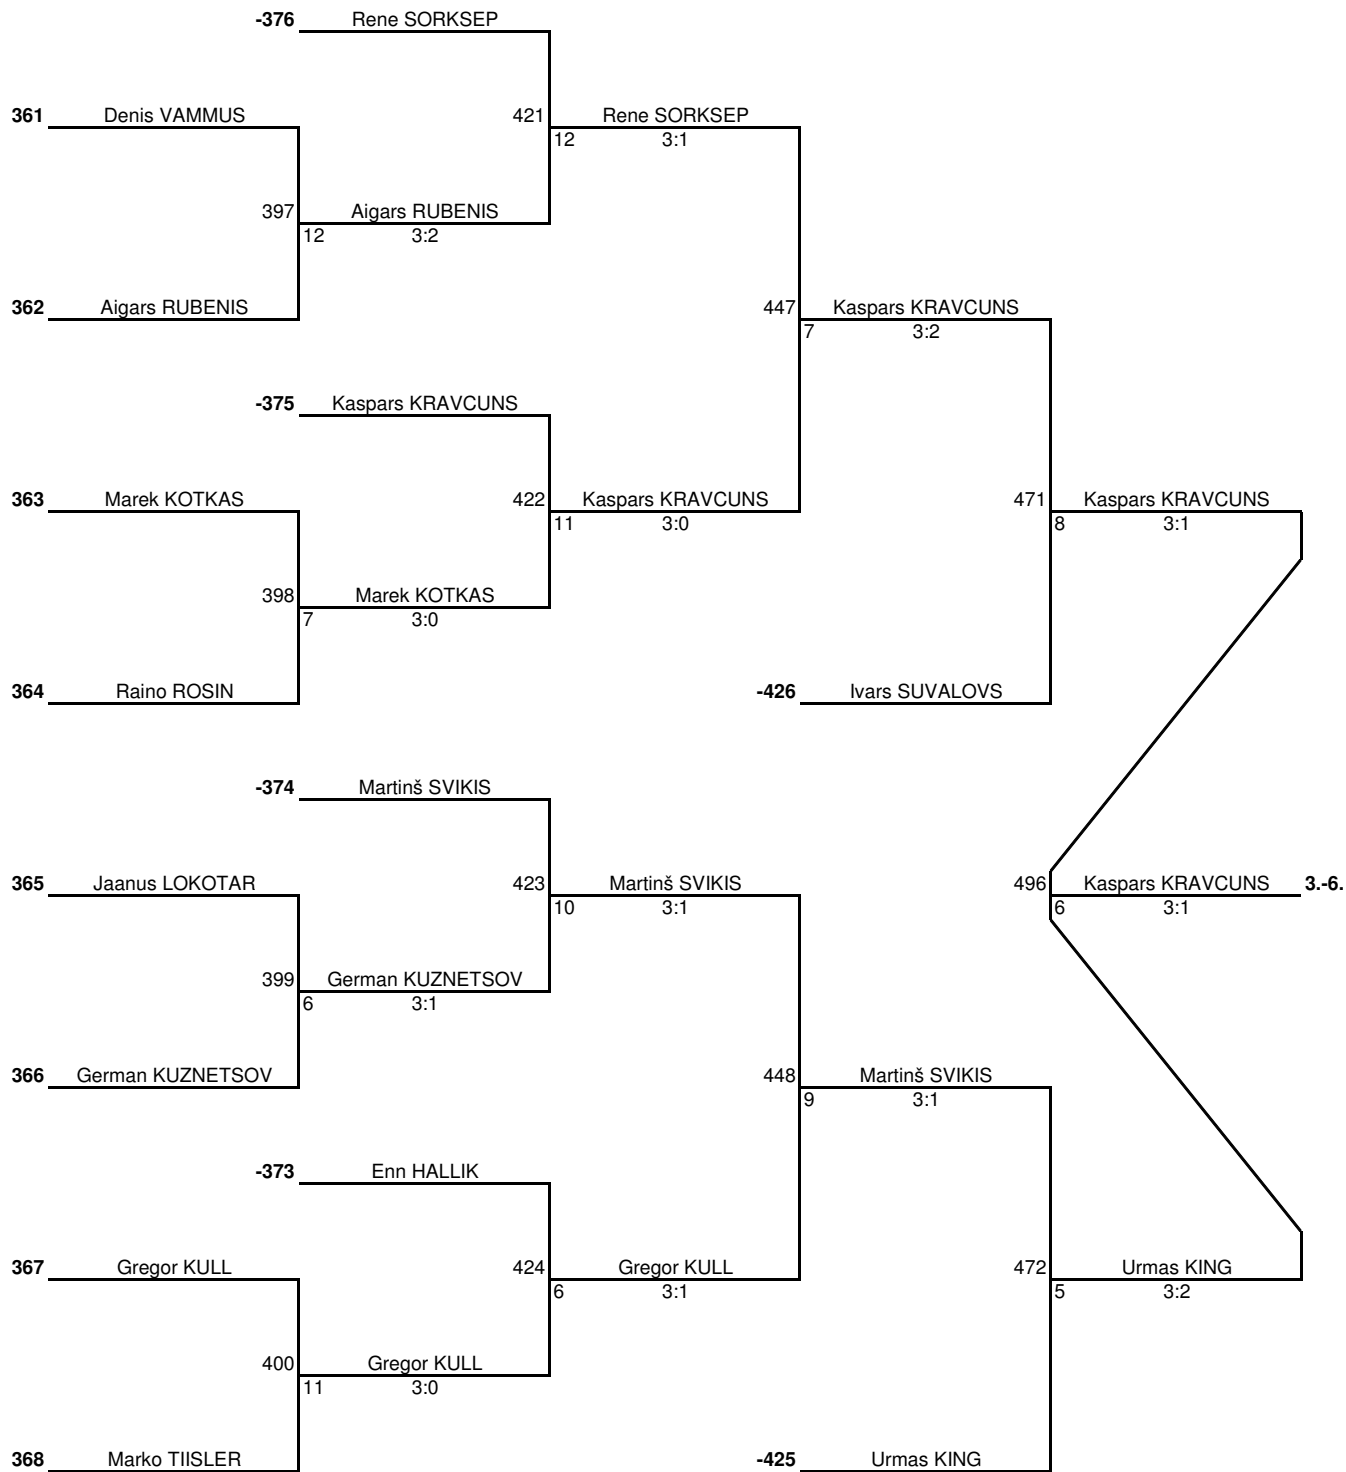 -376 Rene SORKSEP
361 Denis VAMMUS 421 Rene SORKSEP
12 3:1
397 Aigars RUBENIS
12 3:2
362 Aigars RUBENIS 447 Kaspars KRAVCUNS
7 3:2
-375 Kaspars KRAVCUNS
363 Marek KOTKAS 422 Kaspars KRAVCUNS 471 Kaspars KRAVCUNS
11 3:0 8 3:1
398 Marek KOTKAS
7 3:0
364 Raino ROSIN -426 Ivars SUVALOVS
-374 Martinš SVIKIS
365 Jaanus LOKOTAR 423 Martinš SVIKIS 496 Kaspars KRAVCUNS 3.-6.
10 3:1 6 3:1
399 German KUZNETSOV
6 3:1
366 German KUZNETSOV 448 Martinš SVIKIS
9 3:1
-373 Enn HALLIK
367 Gregor KULL 424 Gregor KULL 472 Urmas KING
6 3:1 5 3:2
400 Gregor KULL
11 3:0
368 Marko TIISLER -425 Urmas KING